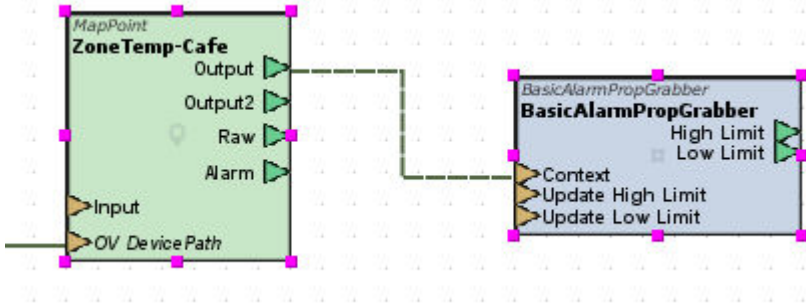 MapPoint
ZoneTemp-Cafe
Output
Output2
Raw
Alarm
Input
OV DevicePath
BasicAlarmPropGrabber
BasicAlarmPropGrabber
High Limit
Low Limit
Context
Update High Limit
Update Low Limit